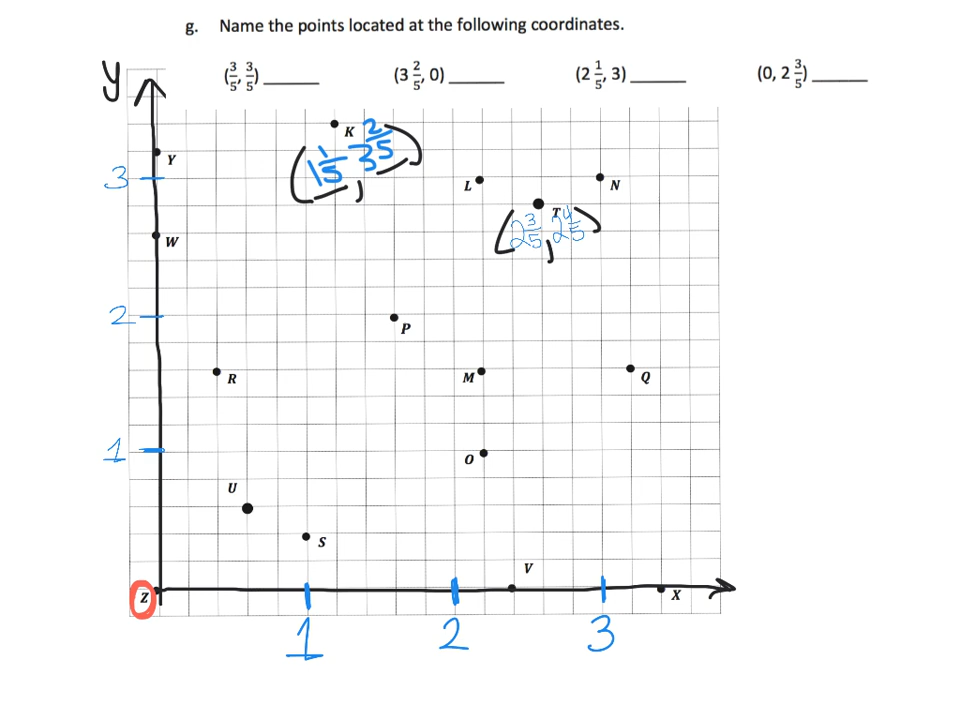 g. Name the points located at the following coordinates.
(3/5, 3/5) ______ (3 2/5, 0) ______ (2 1/5, 3) ______ (0, 2 3/5) ______
y
K
(1 1/5, 3 2/5)
Y
3
L
N
T
(2 3/5, 2 4/5)
W
2
P
R
M
Q
1
O
U
S
V
Z
X
1 2 3